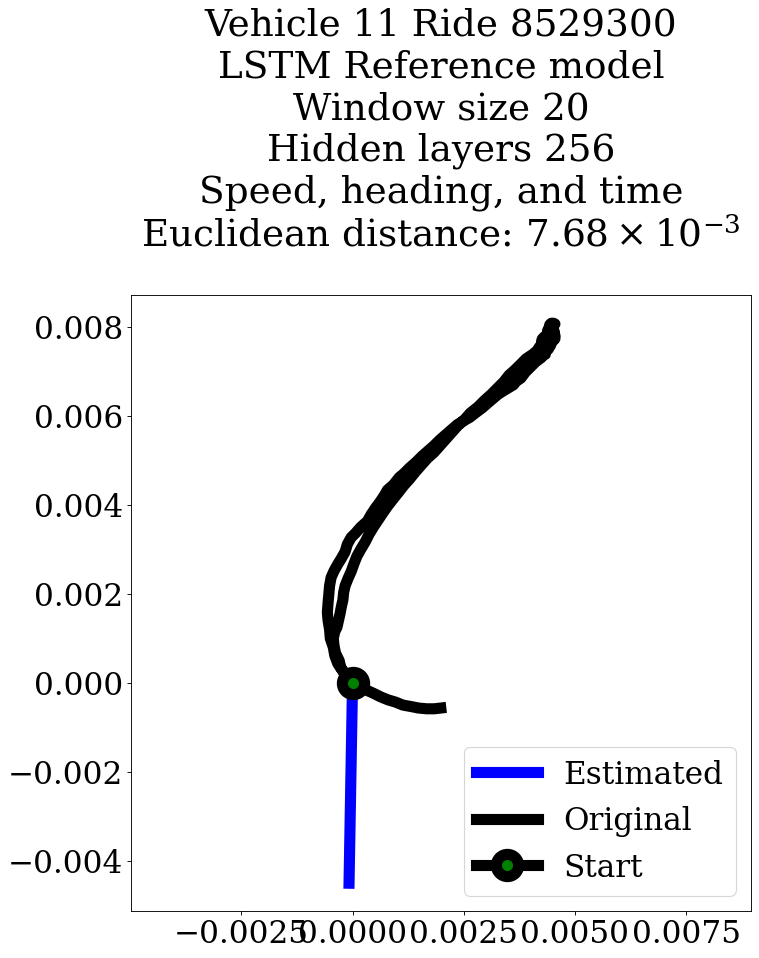 Vehicle 11 Ride 8529300
LSTM Reference model
Window size 20
Hidden layers 256
Speed, heading, and time
Euclidean distance: 7.68 × 10⁻³
0.008
0.006
0.004
0.002
0.000
−0.002
−0.004
Estimated
Original
Start
−0.0025 0.0000 0.0025 0.0050 0.0075